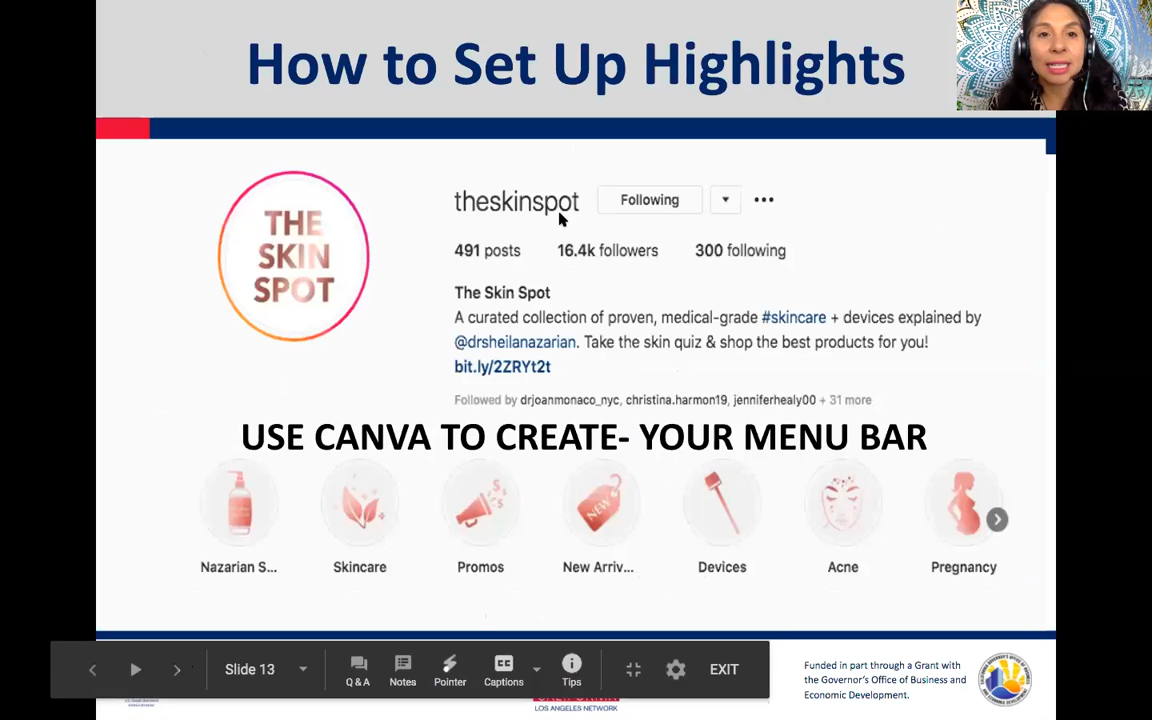 How to Set Up Highlights
THE
SKIN
SPOT
theskinspot
Following
491 posts
16.4k followers
300 following
The Skin Spot
A curated collection of proven, medical-grade #skincare + devices explained by
@drsheilanazarian. Take the skin quiz & shop the best products for you!
bit.ly/2ZRYt2t
Followed by drjoanmonaco_nyc, christina.harmon19, jenniferhealy00 + 31 more
USE CANVA TO CREATE- YOUR MENU BAR
NEW
Nazarian S...
Skincare
Promos
New Arriv...
Devices
Acne
Pregnancy
Slide 13
Q & A
Notes
Pointer
CC
Captions
Tips
EXIT
LOS ANGELES NETWORK
Funded in part through a Grant with
the Governor's Office of Business and
Economic Development.